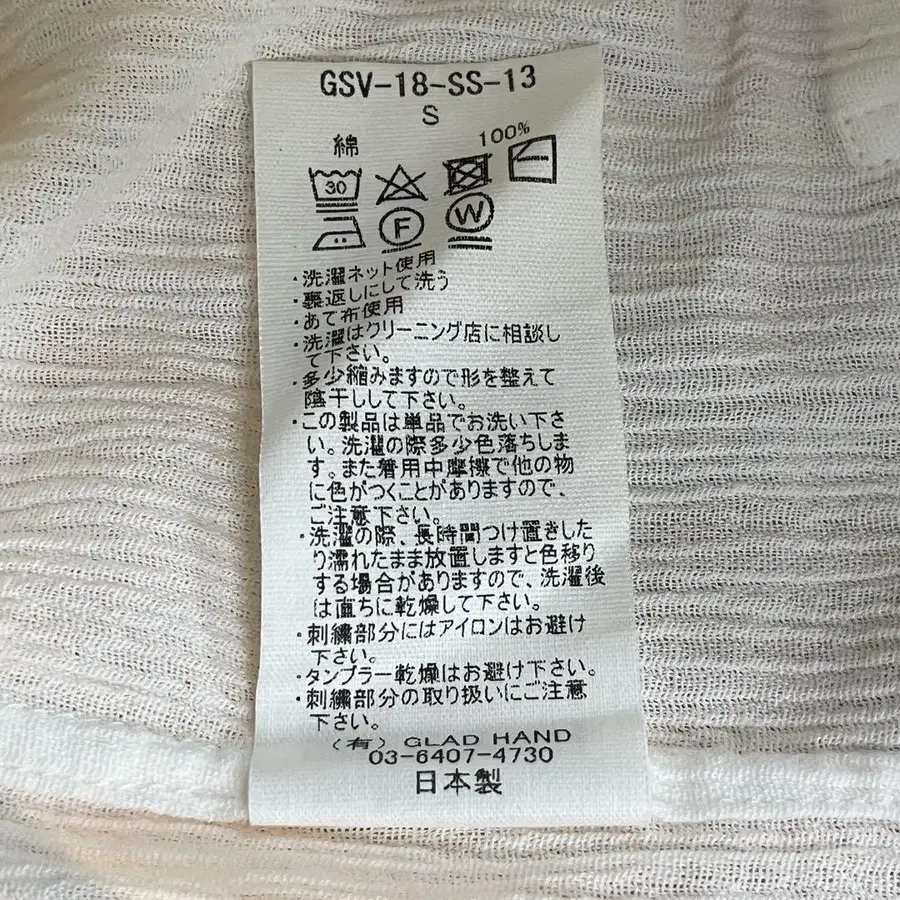 GSV-18-SS-13
S
綿 100%
30
F W
・洗濯ネット使用
・裏返しにして洗う
・あて布使用
・洗濯はクリーニング店に相談し
て下さい。
・多少縮みますので形を整えて
陰干しして下さい。
・この製品は単品でお洗い下さ
い。洗濯の際多少色落ちしま
す。また着用中摩擦で他の物
に色がつくことがありますので、
ご注意下さい。
・洗濯の際、長時間つけ置きした
り濡れたまま放置しますと色移り
する場合がありますので、洗濯後
は直ちに乾燥して下さい。
・刺繍部分にはアイロンはお避け
下さい。
・タンブラー乾燥はお避け下さい。
・刺繍部分の取り扱いにご注意
下さい。
(有) GLAD HAND
03-6407-4730
日本製